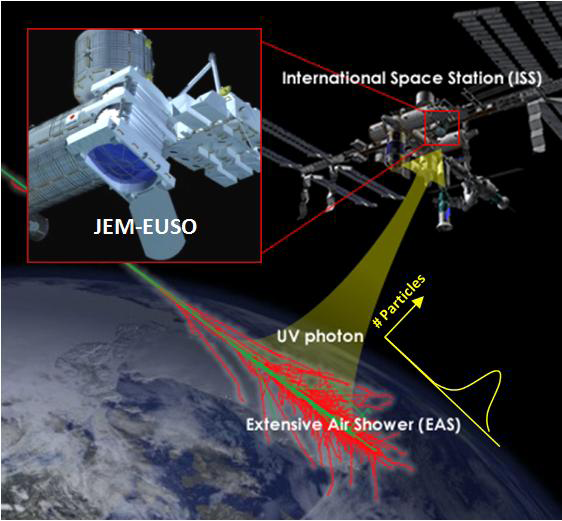 International Space Station (ISS)
JEM-EUSO
# Particles
UV photon
Extensive Air Shower (EAS)